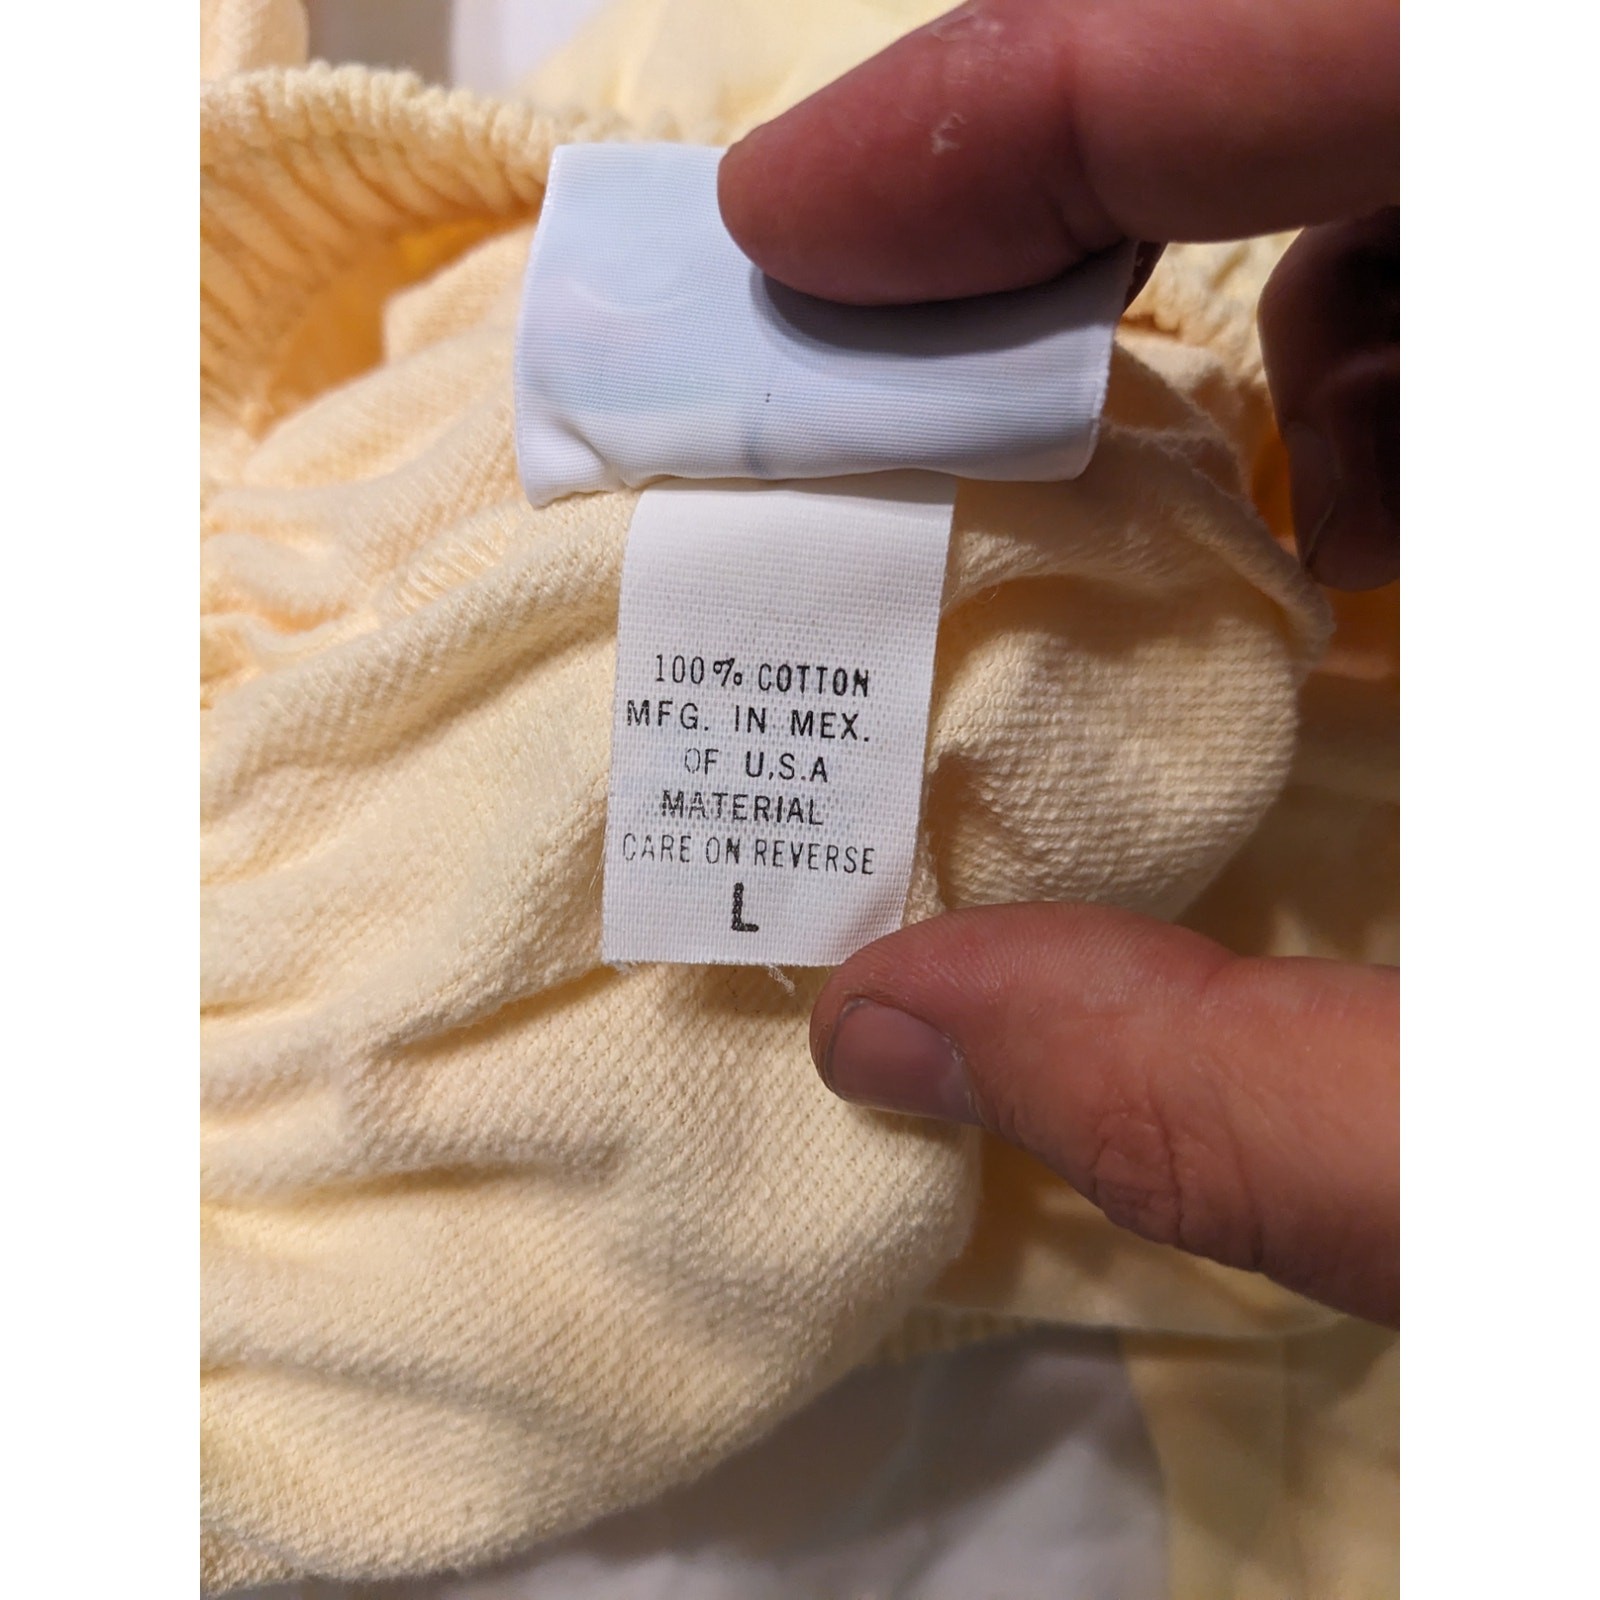 100% COTTON
MFG. IN MEX.
OF U.S.A
MATERIAL
CARE ON REVERSE
L